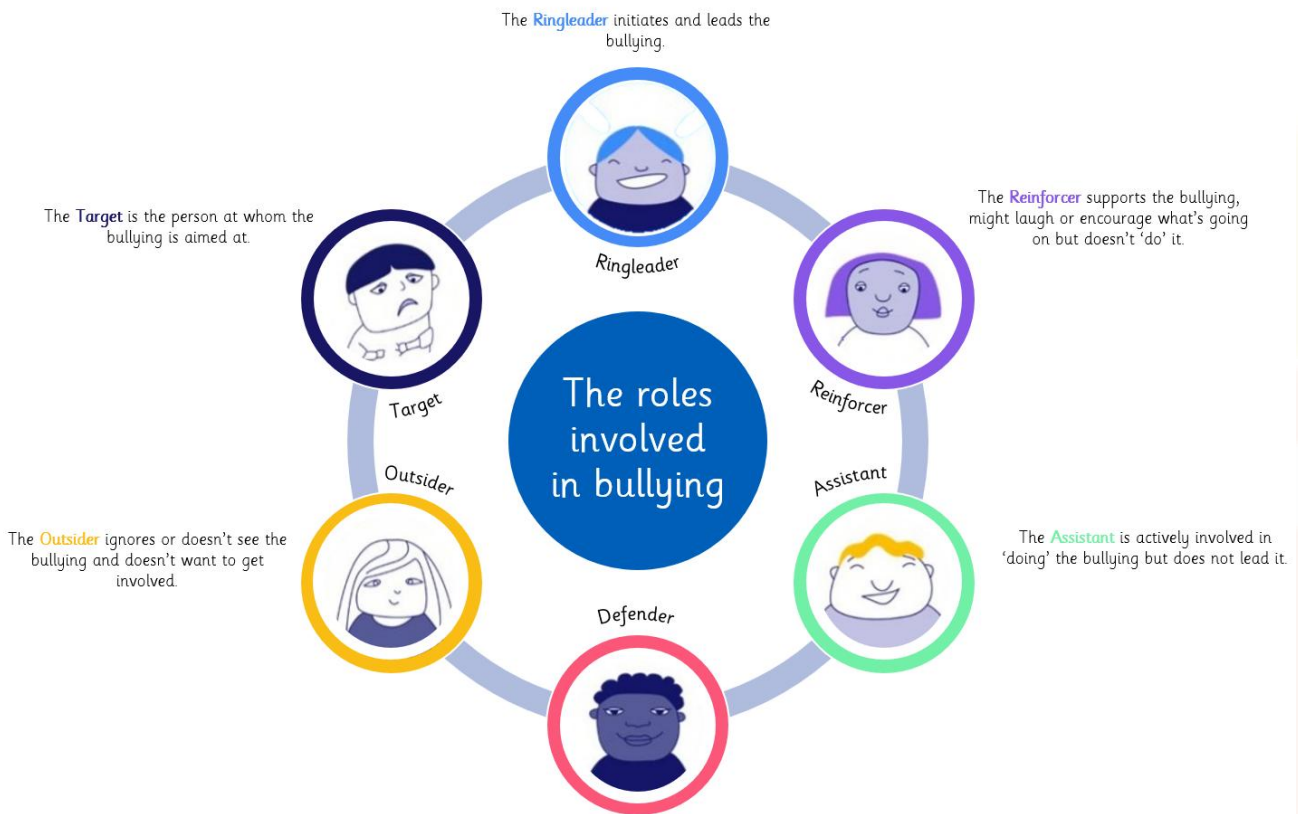 The Ringleader initiates and leads the
bullying.
Ringleader
The Reinforcer supports the bullying,
might laugh or encourage what's going
on but doesn't ‘do’ it.
Reinforcer
The Target is the person at whom the
bullying is aimed at.
Target
The roles
involved
in bullying
Outsider
The Outsider ignores or doesn't see the
bullying and doesn't want to get
involved.
Assistant
The Assistant is actively involved in
‘doing’ the bullying but does not lead it.
Defender